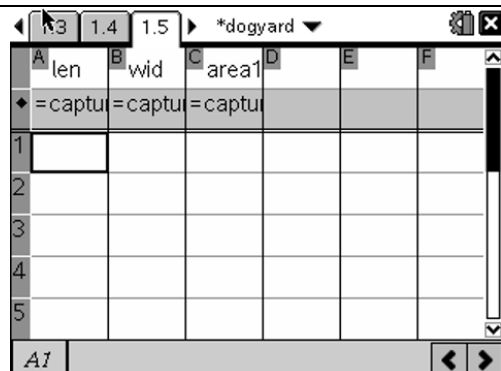 1.3 1.4 1.5 *dogyard
A len B wid C area1 D E F
=captu =captu =captu
1
2
3
4
5
A1